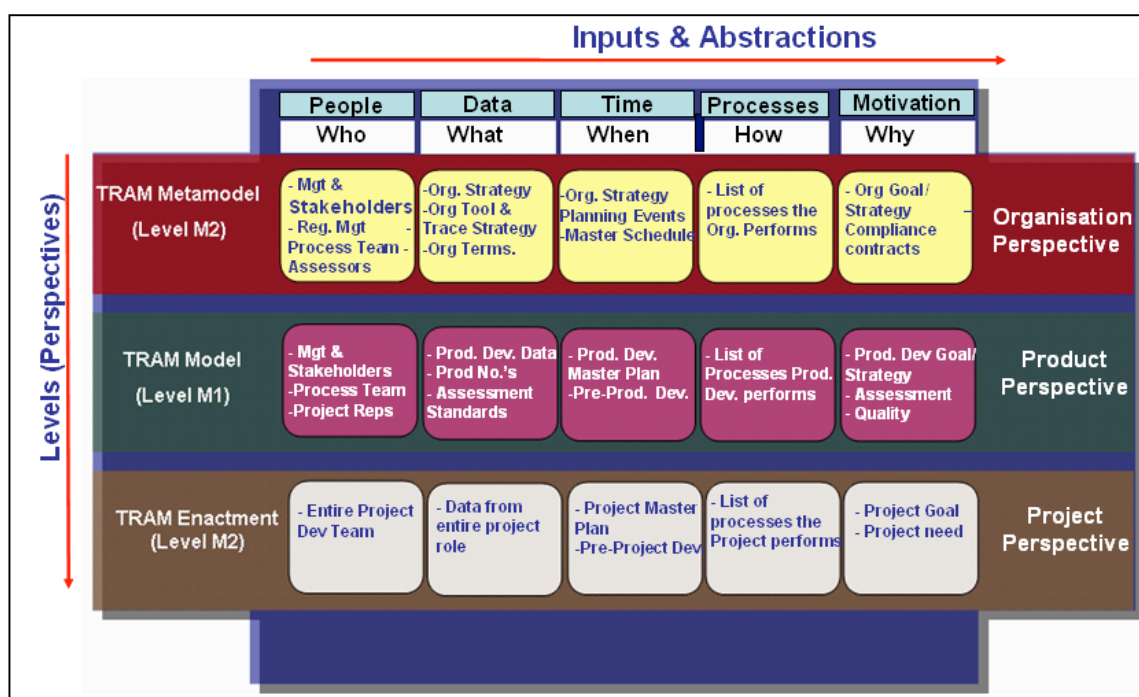 Inputs & Abstractions
People Data Time Processes Motivation
Who What When How Why
Levels (Perspectives)
TRAM Metamodel
(Level M2)
- Mgt &
Stakeholders
- Reg. Mgt -
Process Team -
Assessors
-Org. Strategy
-Org Tool &
Trace Strategy
-Org Terms.
-Org. Strategy
Planning Events
-Master Schedule
- List of
processes the
Org. Performs
- Org Goal/
Strategy -
Compliance
contracts
Organisation
Perspective
TRAM Model
(Level M1)
- Mgt &
Stakeholders
-Process Team
-Project Reps
- Prod. Dev. Data
- Prod No.'s
- Assessment
Standards
- Prod. Dev.
Master Plan
-Pre-Prod. Dev.
- List of
Processes Prod.
Dev. performs
- Prod. Dev Goal/
Strategy
- Assessment
- Quality
Product
Perspective
TRAM Enactment
(Level M2)
- Entire Project
Dev Team
- Data from
entire project
role
- Project Master
Plan
-Pre-Project Dev
- List of
processes the
Project performs
- Project Goal
- Project need
Project
Perspective